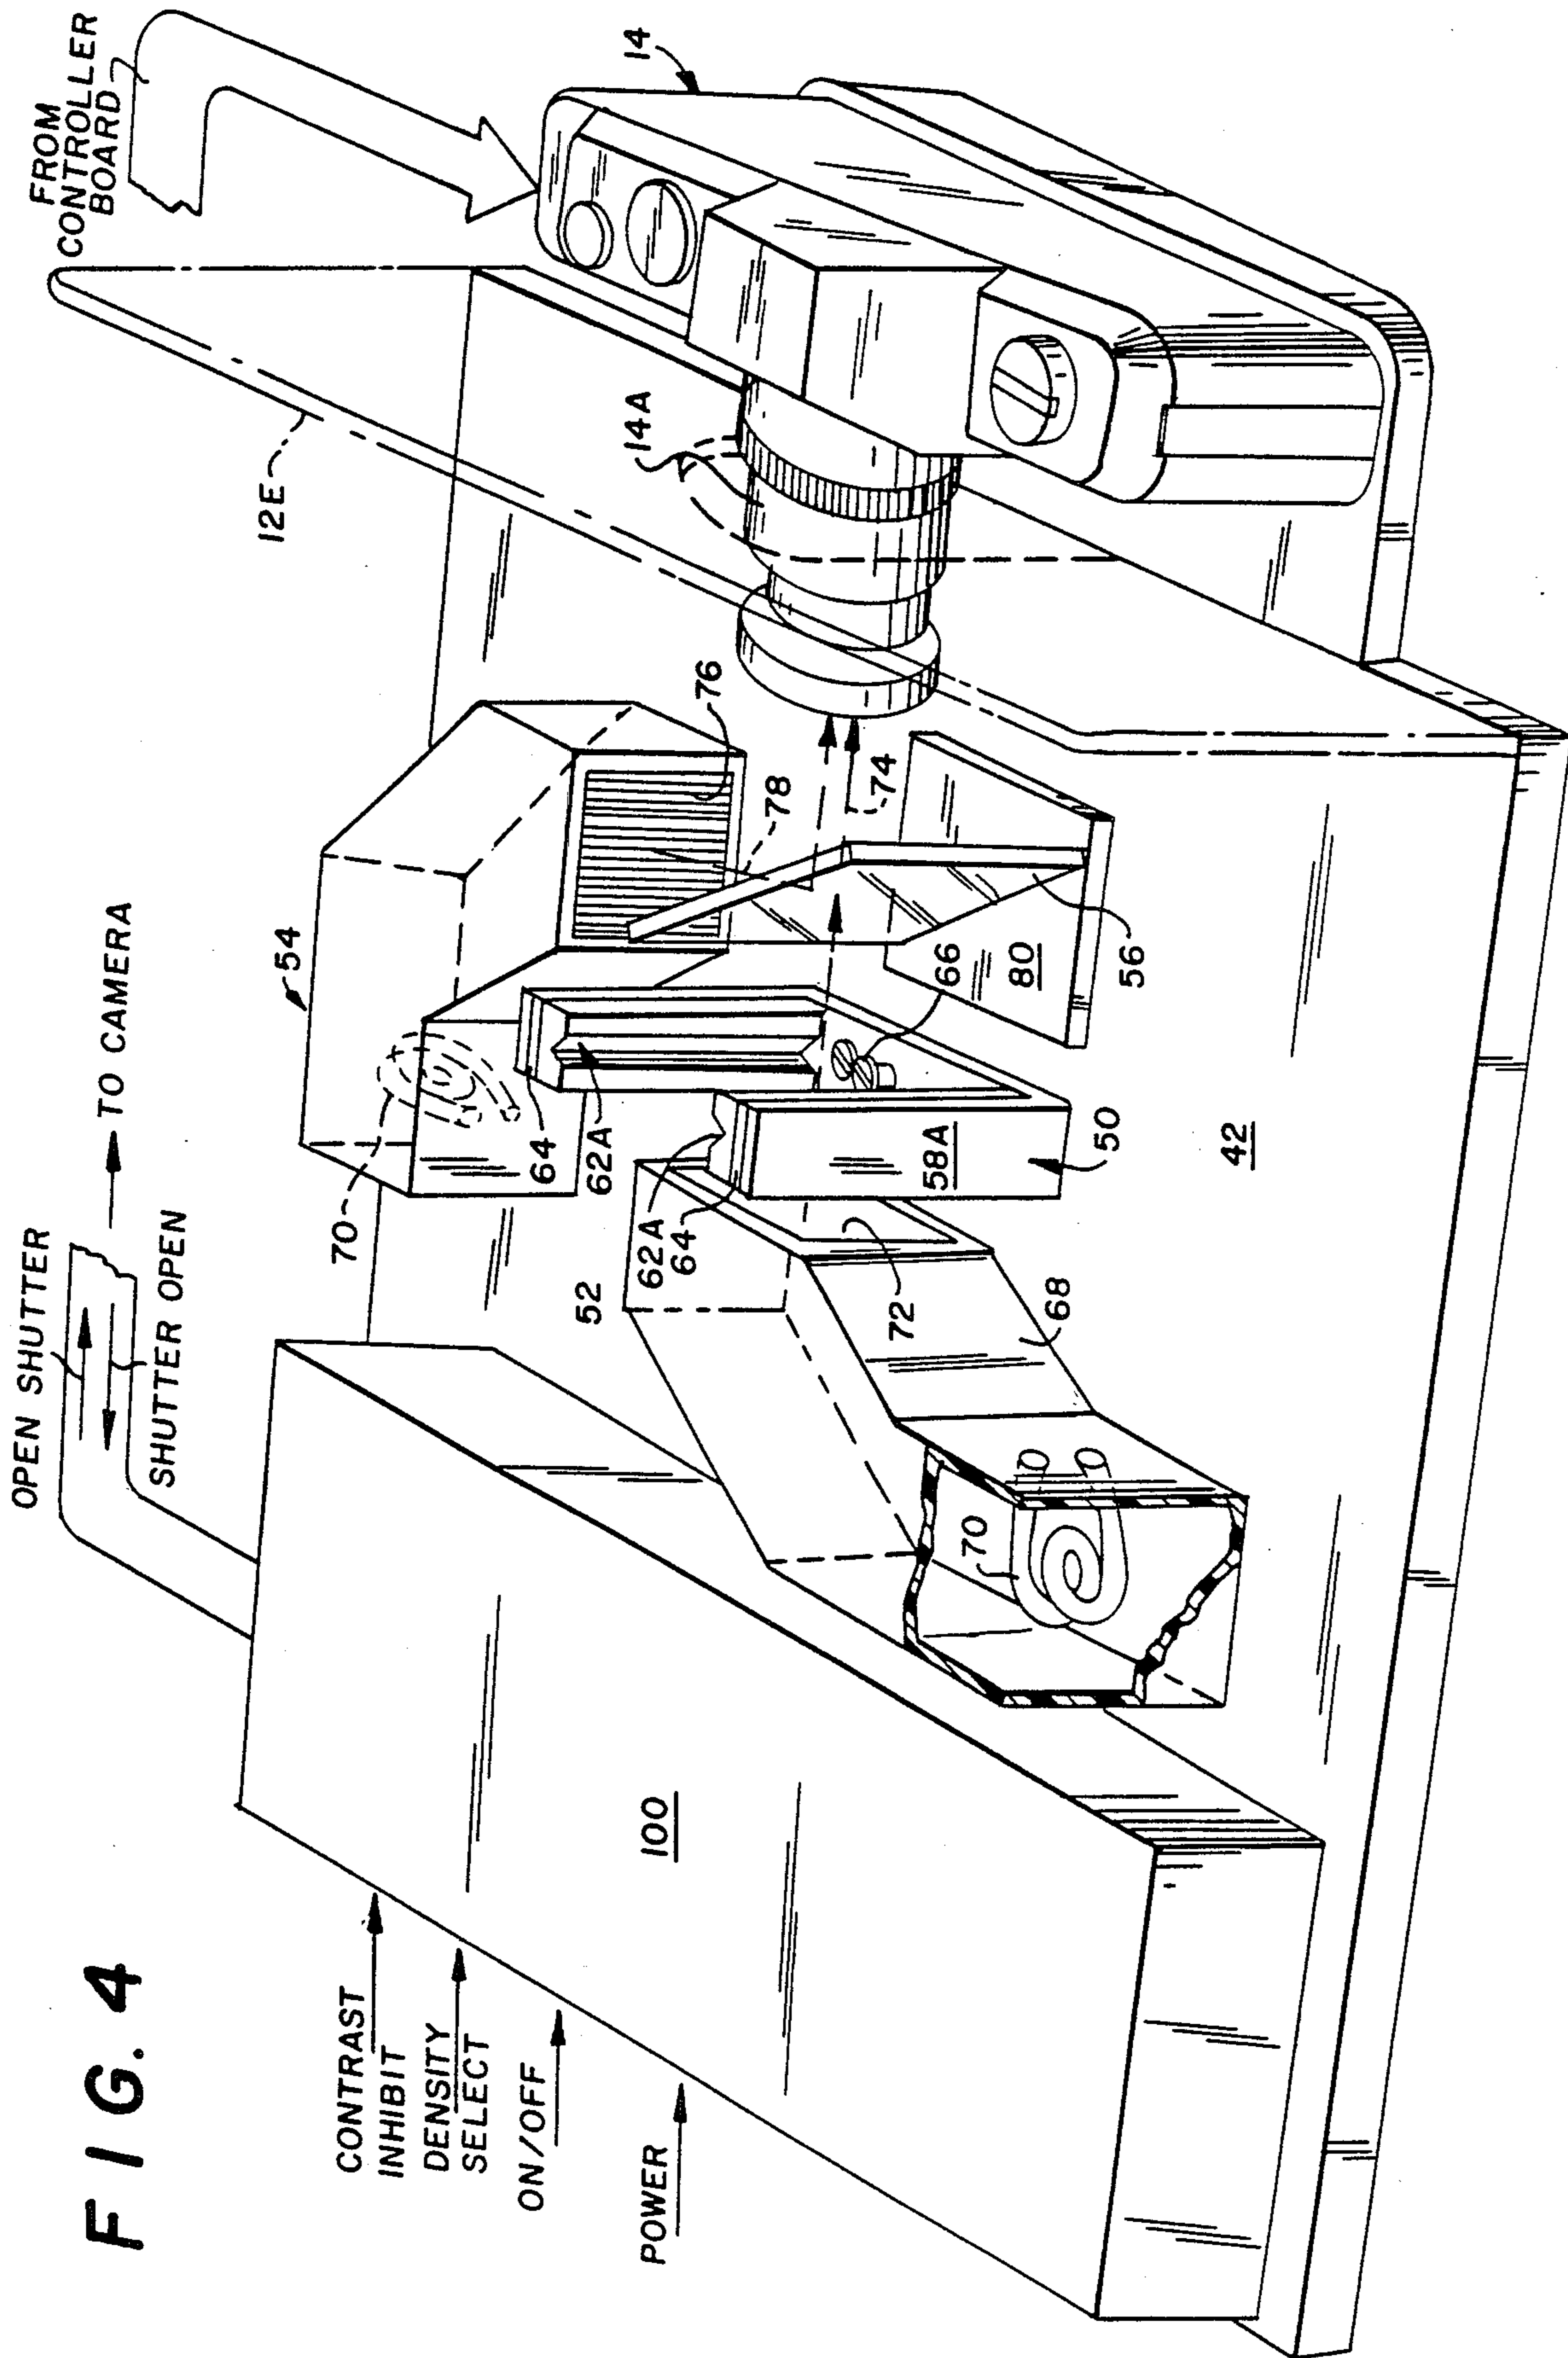 FIG. 4
OPEN SHUTTER
SHUTTER OPEN
TO CAMERA
FROM
CONTROLLER
BOARD
CONTRAST
INHIBIT
DENSITY
SELECT
ON/OFF
POWER
100
54
70
64
62A
52
62A
64
72
68
70
58A
50
42
66
80
56
78
76
74
12E
14A
14